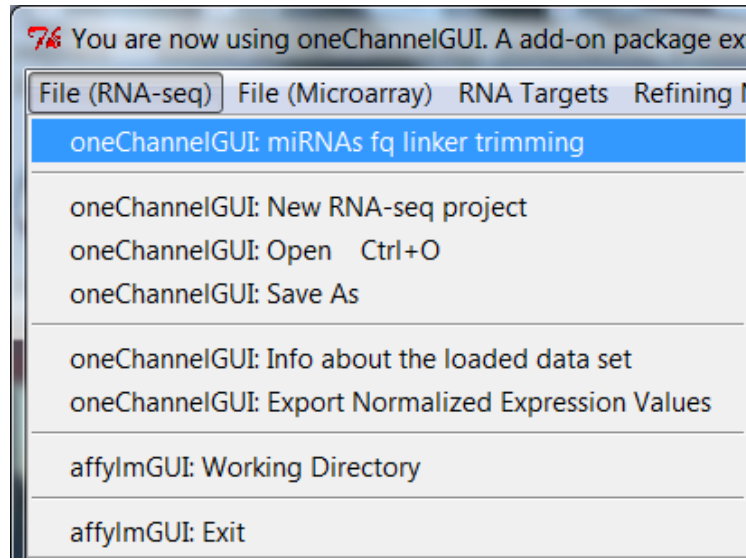 You are now using oneChannelGUI. A add-on package ex
File (RNA-seq) File (Microarray) RNA Targets Refining
oneChannelGUI: miRNAs fq linker trimming
oneChannelGUI: New RNA-seq project
oneChannelGUI: Open Ctrl+O
oneChannelGUI: Save As
oneChannelGUI: Info about the loaded data set
oneChannelGUI: Export Normalized Expression Values
affylmGUI: Working Directory
affylmGUI: Exit